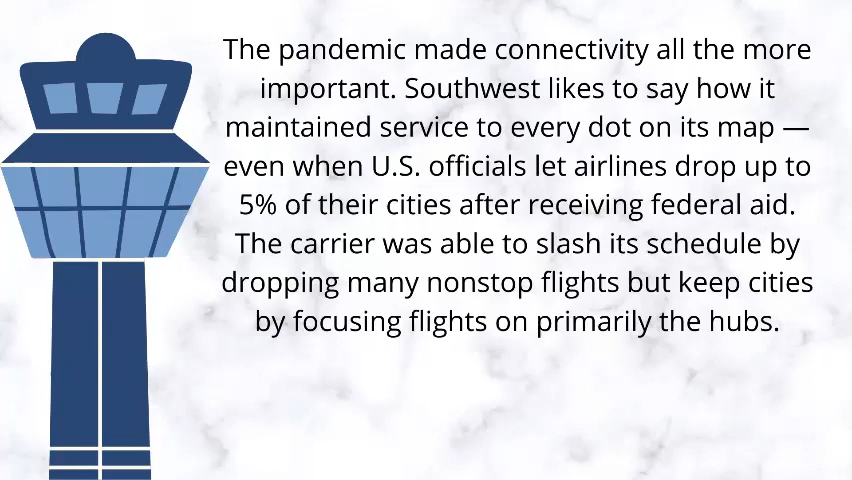 The pandemic made connectivity all the more
important. Southwest likes to say how it
maintained service to every dot on its map —
even when U.S. officials let airlines drop up to
5% of their cities after receiving federal aid.
The carrier was able to slash its schedule by
dropping many nonstop flights but keep cities
by focusing flights on primarily the hubs.